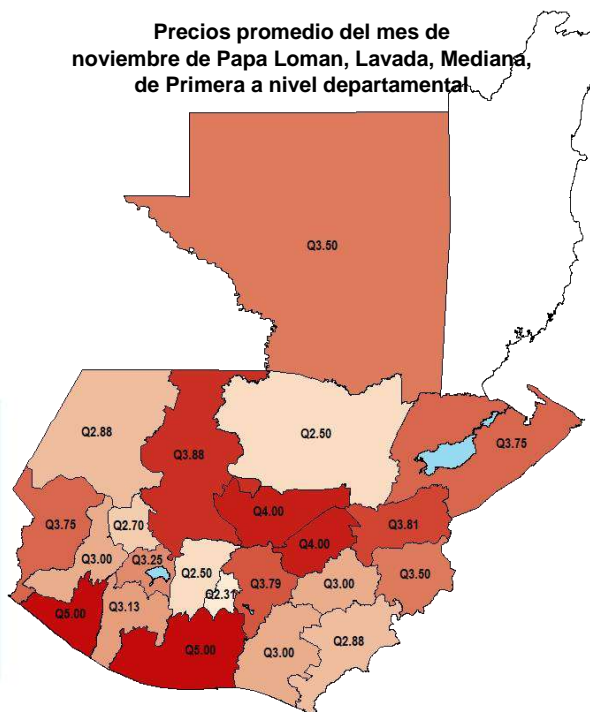 Precios promedio del mes de
noviembre de Papa Loman, Lavada, Mediana,
de Primera a nivel departamental
Q3.50
Q2.88
Q2.50
Q3.75
Q3.88
Q4.00
Q3.81
Q3.75
Q2.70
Q4.00
Q3.25
Q3.00
Q2.50
Q3.79
Q3.00
Q3.50
Q2.31
Q5.00
Q3.13
Q2.88
Q5.00
Q3.00